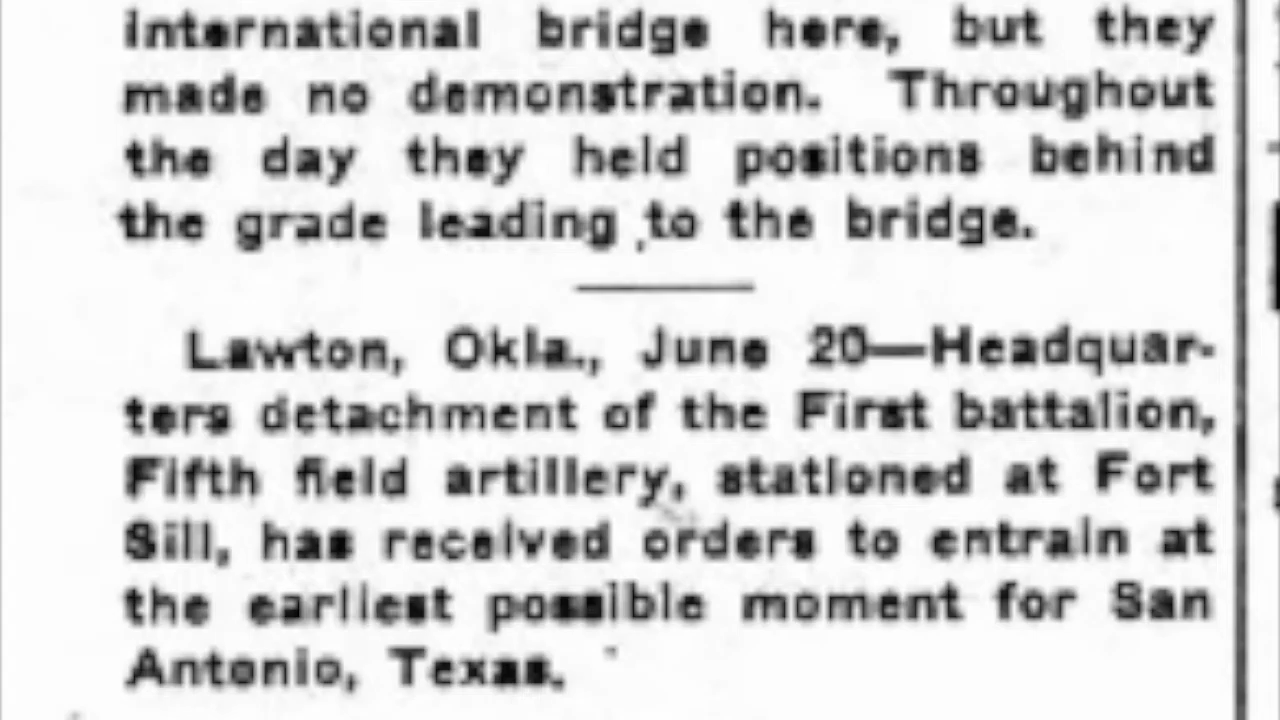 international bridge here, but they
made no demonstration. Throughout
the day they held positions behind
the grade leading to the bridge.
Lawton, Okla., June 20—Headquar-
ters detachment of the First battalion,
Fifth field artillery, stationed at Fort
Sill, has received orders to entrain at
the earliest possible moment for San
Antonio, Texas.